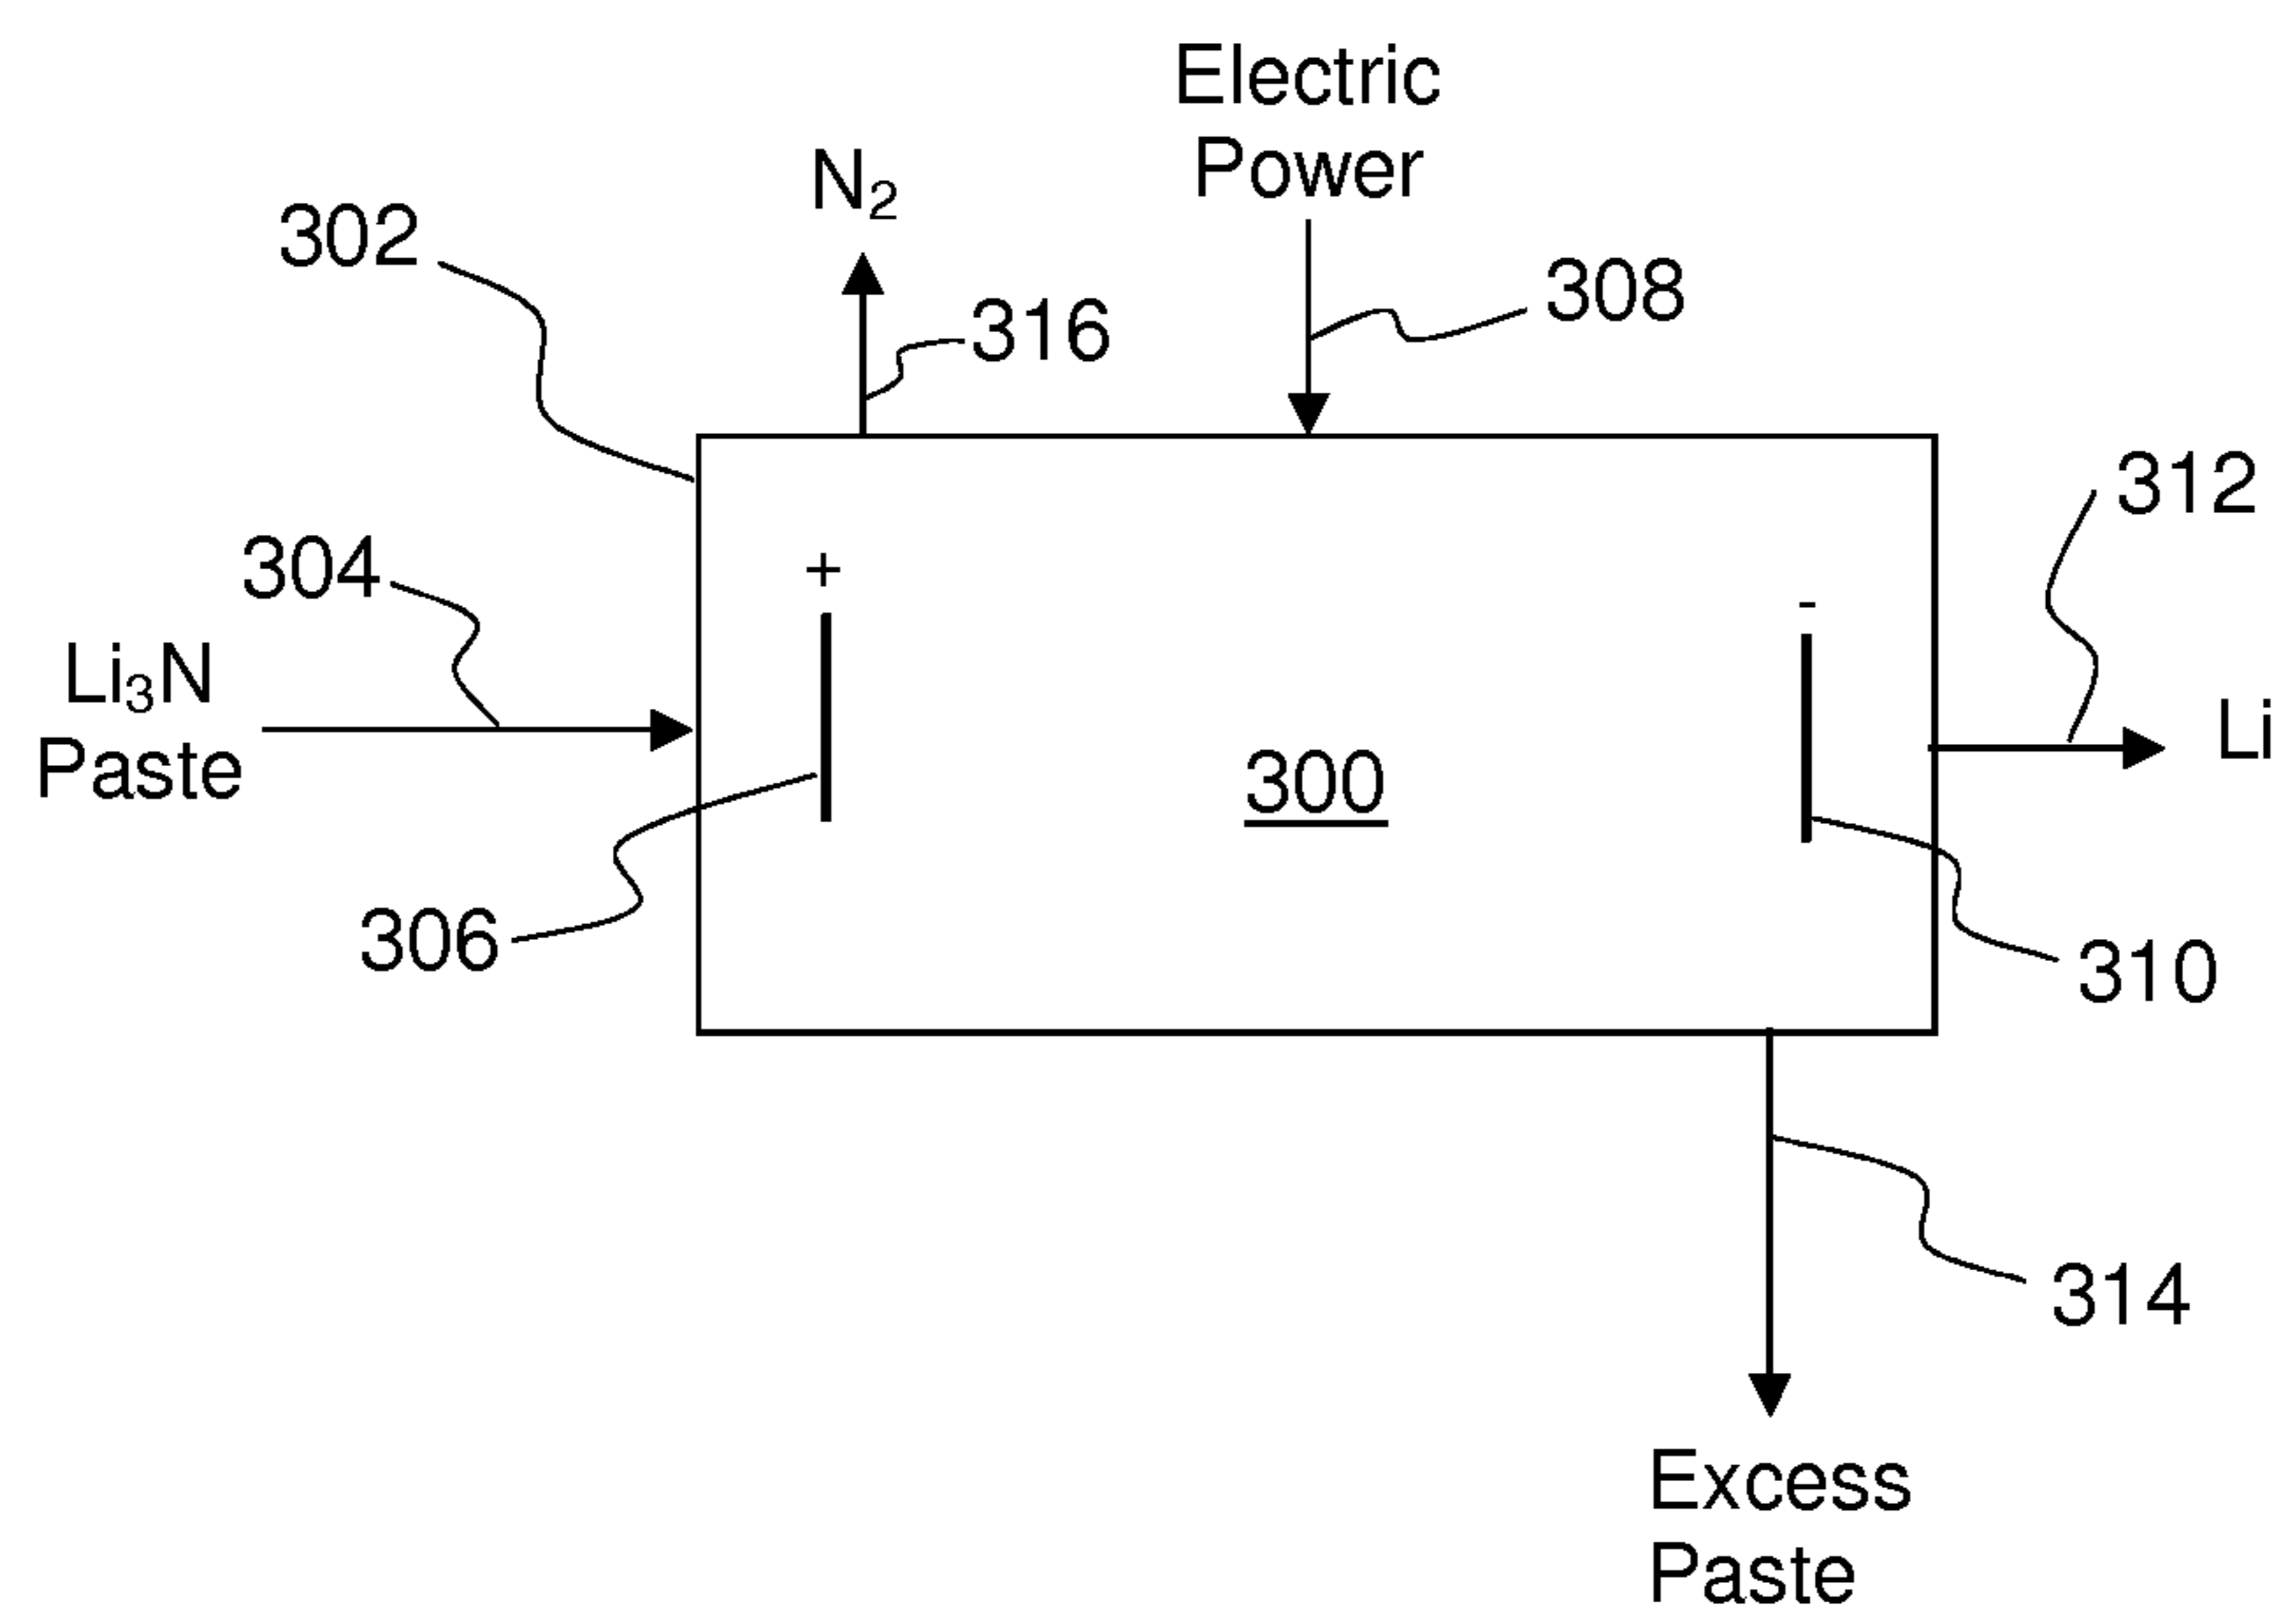 Electric
Power
N₂
302
308
316
312
304
+
-
Li₃N
Paste
Li
300
306
310
314
Excess
Paste